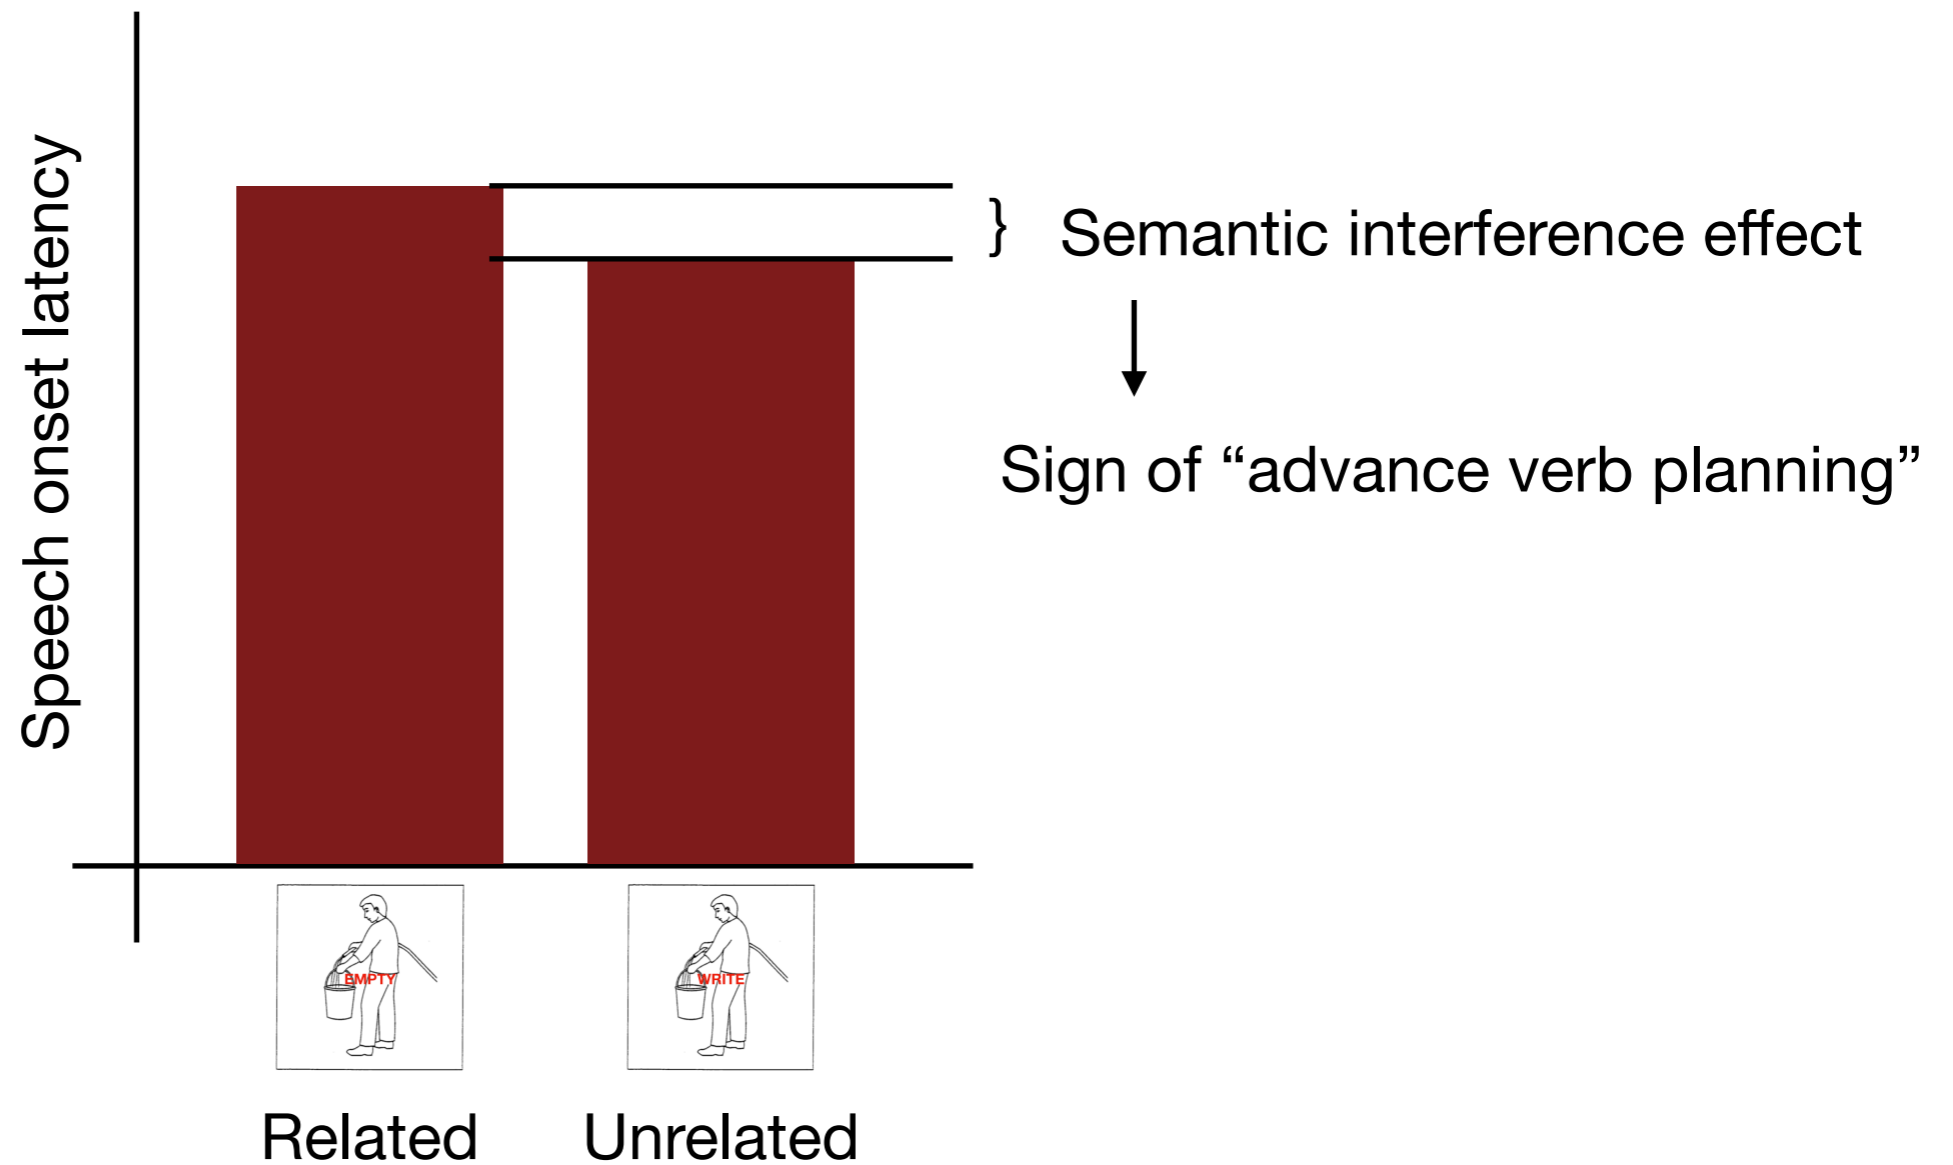 Speech onset latency
} Semantic interference effect
Sign of “advance verb planning”
EMPTY
WRITE
Related
Unrelated